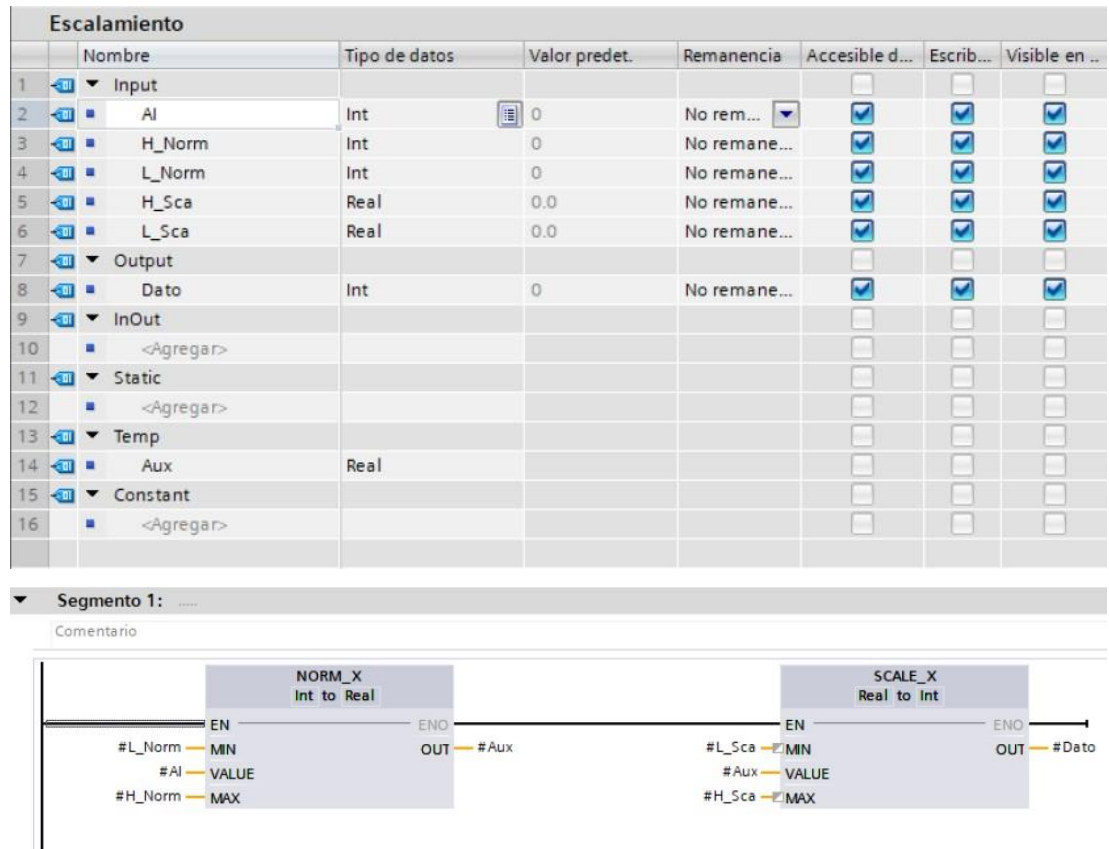 Escalamiento
Nombre Tipo de datos Valor predet. Remanencia Accesible d... Escrib... Visible en ...
1 Input
2 AI Int 0 No rem...
3 H_Norm Int 0 No remane...
4 L_Norm Int 0 No remane...
5 H_Sca Real 0.0 No remane...
6 L_Sca Real 0.0 No remane...
7 Output
8 Dato Int 0 No remane...
9 InOut
10 <Agregar>
11 Static
12 <Agregar>
13 Temp
14 Aux Real
15 Constant
16 <Agregar>
Segmento 1: .....
Comentario
NORM_X SCALE_X
Int to Real Real to Int
EN ENO EN ENO
#L_Norm MIN OUT #Aux #L_Sca MIN OUT #Dato
#AI VALUE #Aux VALUE
#H_Norm MAX #H_Sca MAX